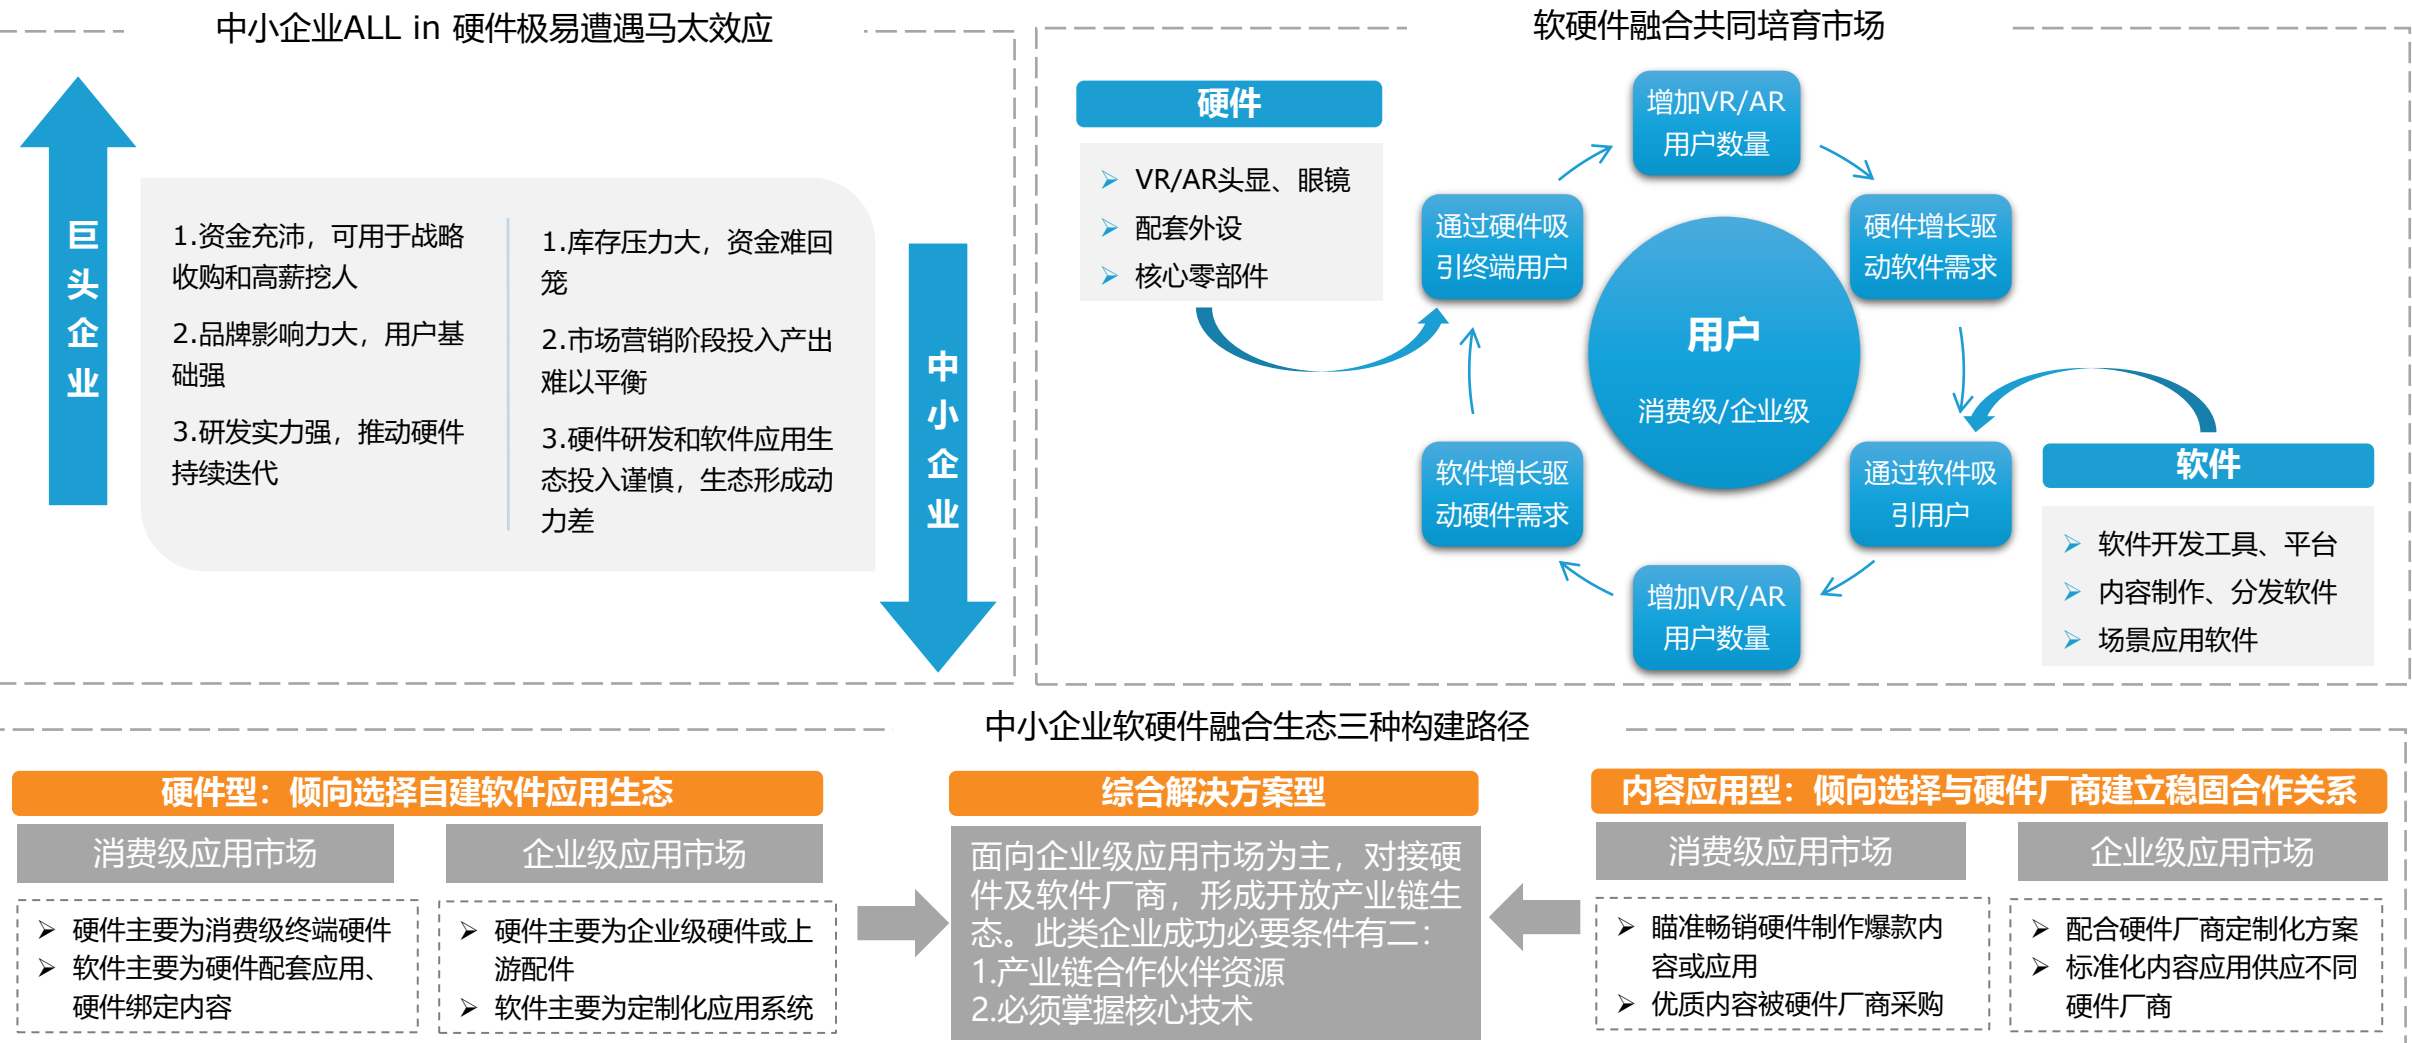 中小企业ALL in 硬件极易遭遇马太效应
巨
头
企
业
1.资金充沛，可用于战略
收购和高薪挖人
2.品牌影响力大，用户基
础强
3.研发实力强，推动硬件
持续迭代
1.库存压力大，资金难回
笼
2.市场营销阶段投入产出
难以平衡
3.硬件研发和软件应用生
态投入谨慎，生态形成动
力差
中
小
企
业
软硬件融合共同培育市场
硬件
VR/AR头显、眼镜
配套外设
核心零部件
增加VR/AR
用户数量
硬件增长驱
动软件需求
通过软件吸
引用户
增加VR/AR
用户数量
软件增长驱
动硬件需求
通过硬件吸
引终端用户
用户
消费级/企业级
软件
软件开发工具、平台
内容制作、分发软件
场景应用软件
中小企业软硬件融合生态三种构建路径
硬件型：倾向选择自建软件应用生态
消费级应用市场
硬件主要为消费级终端硬件
软件主要为硬件配套应用、
硬件绑定内容
企业级应用市场
硬件主要为企业级硬件或上
游配件
软件主要为定制化应用系统
综合解决方案型
面向企业级应用市场为主，对接硬
件及软件厂商，形成开放产业链生
态。此类企业成功必要条件有二：
1.产业链合作伙伴资源
2.必须掌握核心技术
内容应用型：倾向选择与硬件厂商建立稳固合作关系
消费级应用市场
瞄准畅销硬件制作爆款内
容或应用
优质内容被硬件厂商采购
企业级应用市场
配合硬件厂商定制化方案
标准化内容应用供应不同
硬件厂商